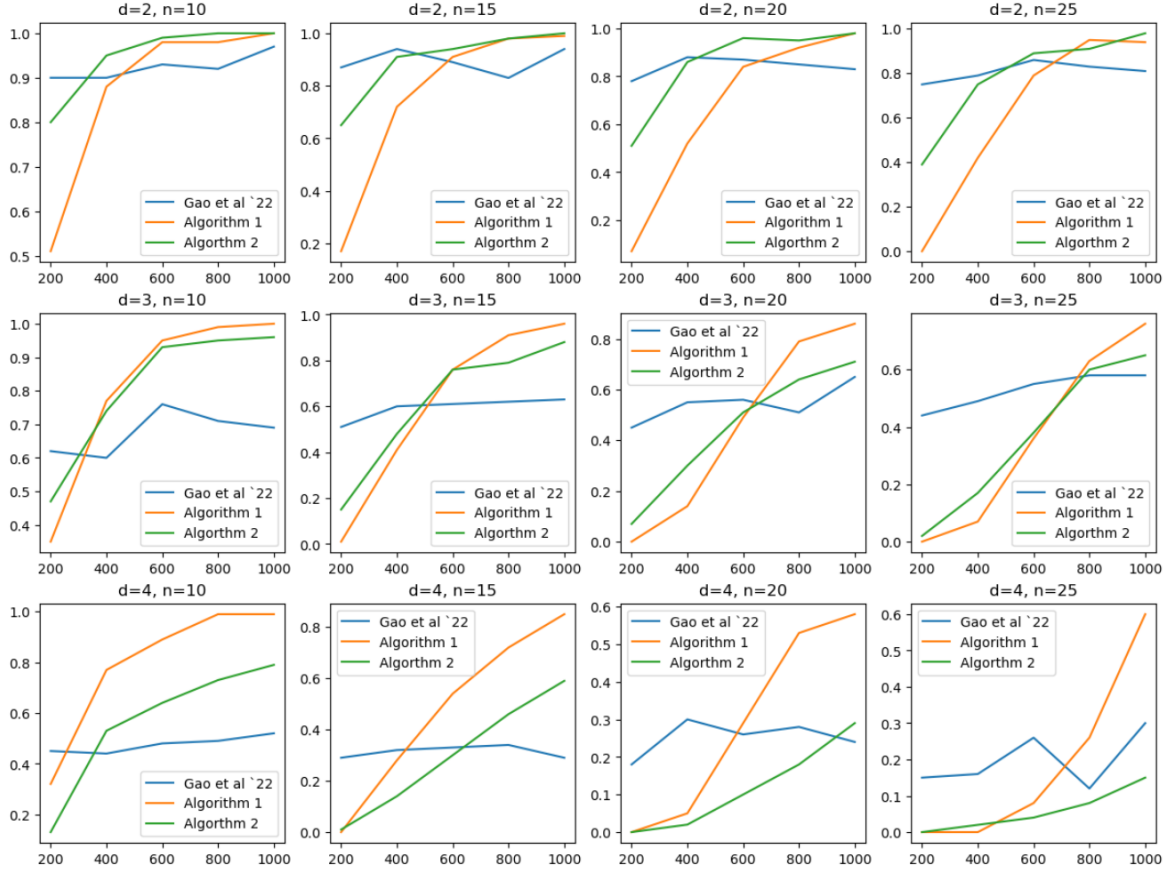 d=2, n=10
1.0
0.9
0.8
0.7
0.6
0.5
200 400 600 800 1000
Gao et al `22
Algorithm 1
Algorthm 2
d=2, n=15
1.0
0.8
0.6
0.4
0.2
200 400 600 800 1000
Gao et al `22
Algorithm 1
Algorthm 2
d=2, n=20
1.0
0.8
0.6
0.4
0.2
200 400 600 800 1000
Gao et al `22
Algorithm 1
Algorthm 2
d=2, n=25
1.0
0.8
0.6
0.4
0.2
0.0
200 400 600 800 1000
Gao et al `22
Algorithm 1
Algorthm 2
d=3, n=10
1.0
0.9
0.8
0.7
0.6
0.5
0.4
200 400 600 800 1000
Gao et al `22
Algorithm 1
Algorthm 2
d=3, n=15
1.0
0.8
0.6
0.4
0.2
0.0
200 400 600 800 1000
Gao et al `22
Algorithm 1
Algorthm 2
d=3, n=20
0.8
0.6
0.4
0.2
0.0
200 400 600 800 1000
Gao et al `22
Algorithm 1
Algorthm 2
d=3, n=25
0.6
0.4
0.2
0.0
200 400 600 800 1000
Gao et al `22
Algorithm 1
Algorthm 2
d=4, n=10
1.0
0.8
0.6
0.4
0.2
200 400 600 800 1000
Gao et al `22
Algorithm 1
Algorthm 2
d=4, n=15
0.8
0.6
0.4
0.2
0.0
200 400 600 800 1000
Gao et al `22
Algorithm 1
Algorthm 2
d=4, n=20
0.6
0.5
0.4
0.3
0.2
0.1
0.0
200 400 600 800 1000
Gao et al `22
Algorithm 1
Algorthm 2
d=4, n=25
0.6
0.5
0.4
0.3
0.2
0.1
0.0
200 400 600 800 1000
Gao et al `22
Algorithm 1
Algorthm 2